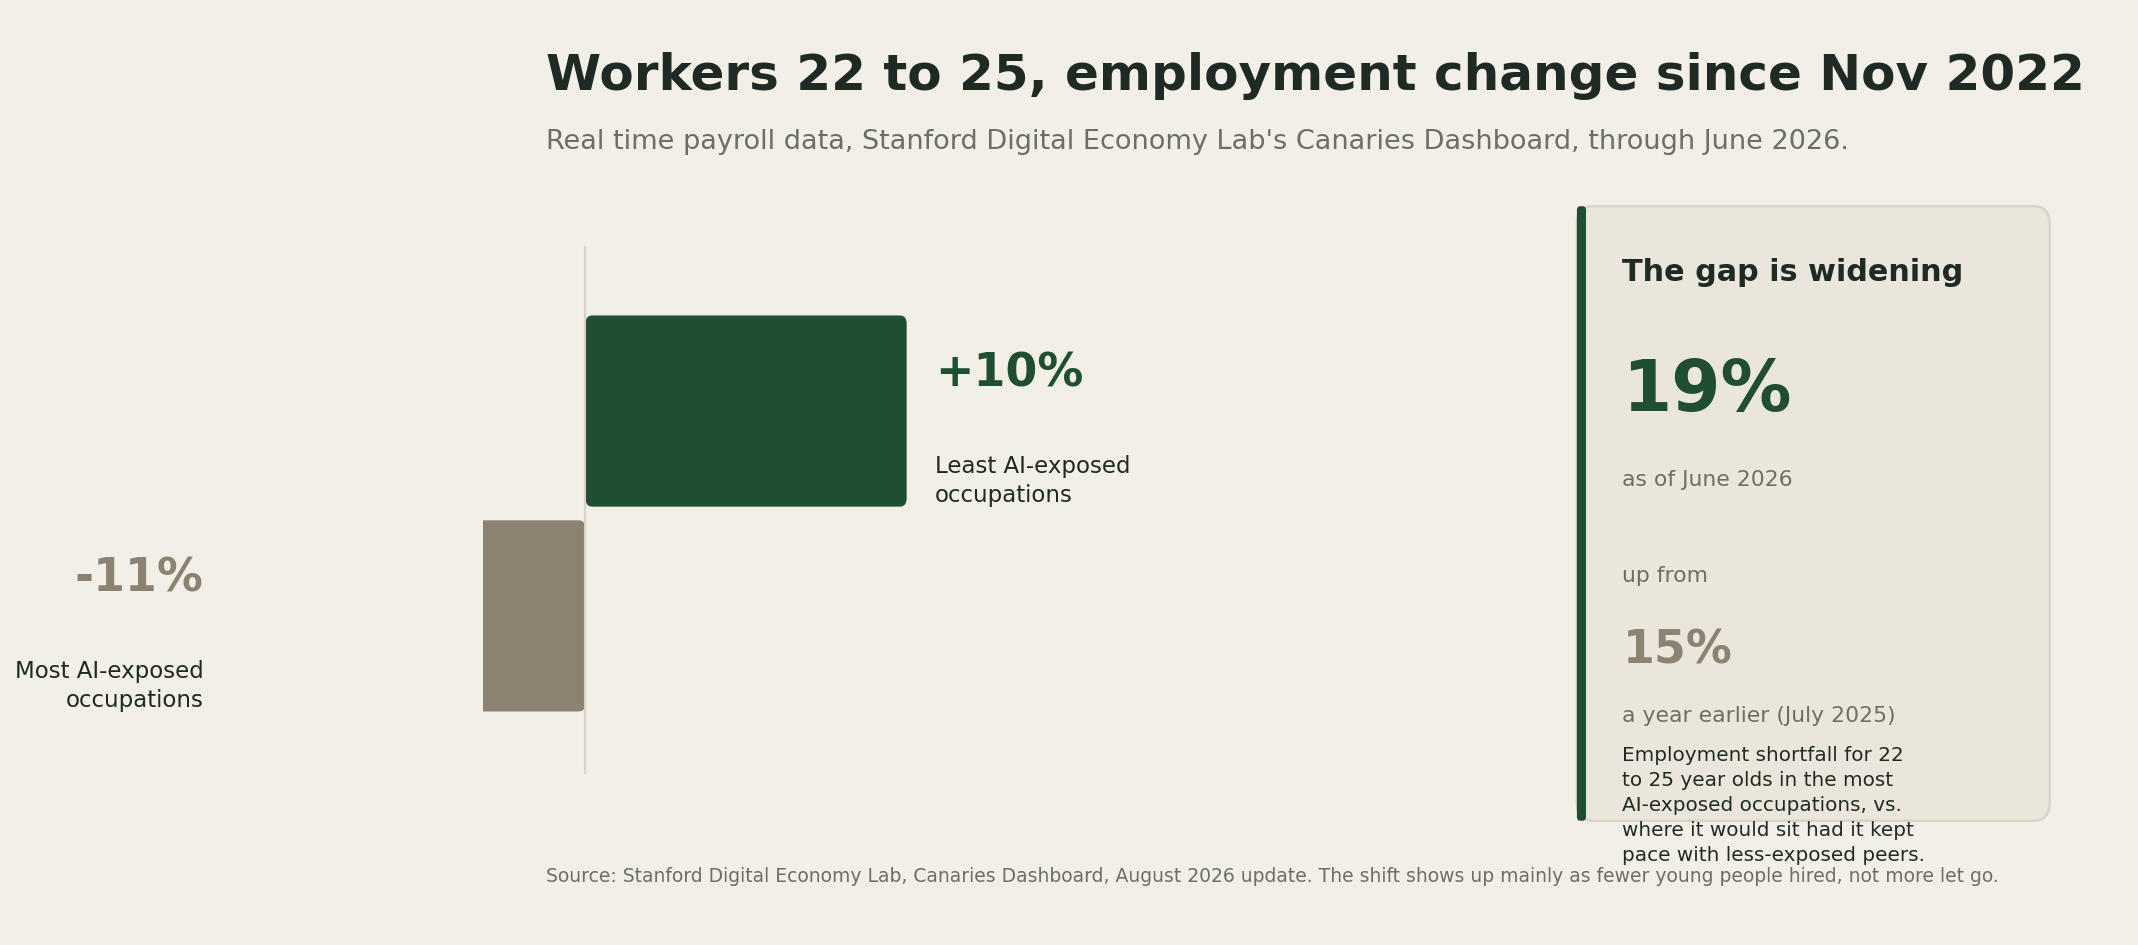 Workers 22 to 25, employment change since Nov 2022
Real time payroll data, Stanford Digital Economy Lab's Canaries Dashboard, through June 2026.
+10%
Least AI-exposed
occupations
-11%
Most AI-exposed
occupations
The gap is widening
19%
as of June 2026
up from
15%
a year earlier (July 2025)
Employment shortfall for 22
to 25 year olds in the most
AI-exposed occupations, vs.
where it would sit had it kept
pace with less-exposed peers.
Source: Stanford Digital Economy Lab, Canaries Dashboard, August 2026 update. The shift shows up mainly as fewer young people hired, not more let go.